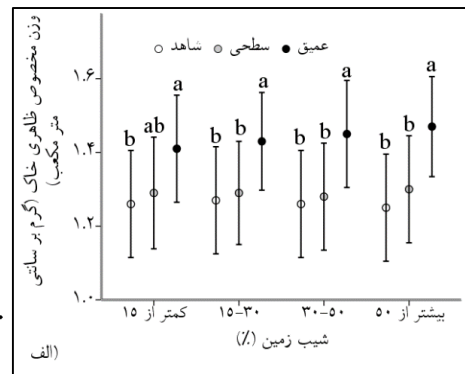 وزن مخصوص ظاهری خاک (گرم بر سانتی
متر مکعب)
شاهد سطحی عمیق
۱.۶
۱.۴
۱.۲
۱.۰
b ab a
b b a
b b a
b b a
کمتر از ۱۵ ۱۵-۳۰ ۳۰-۵۰ بیشتر از ۵۰
شیب زمین (%)
الف)